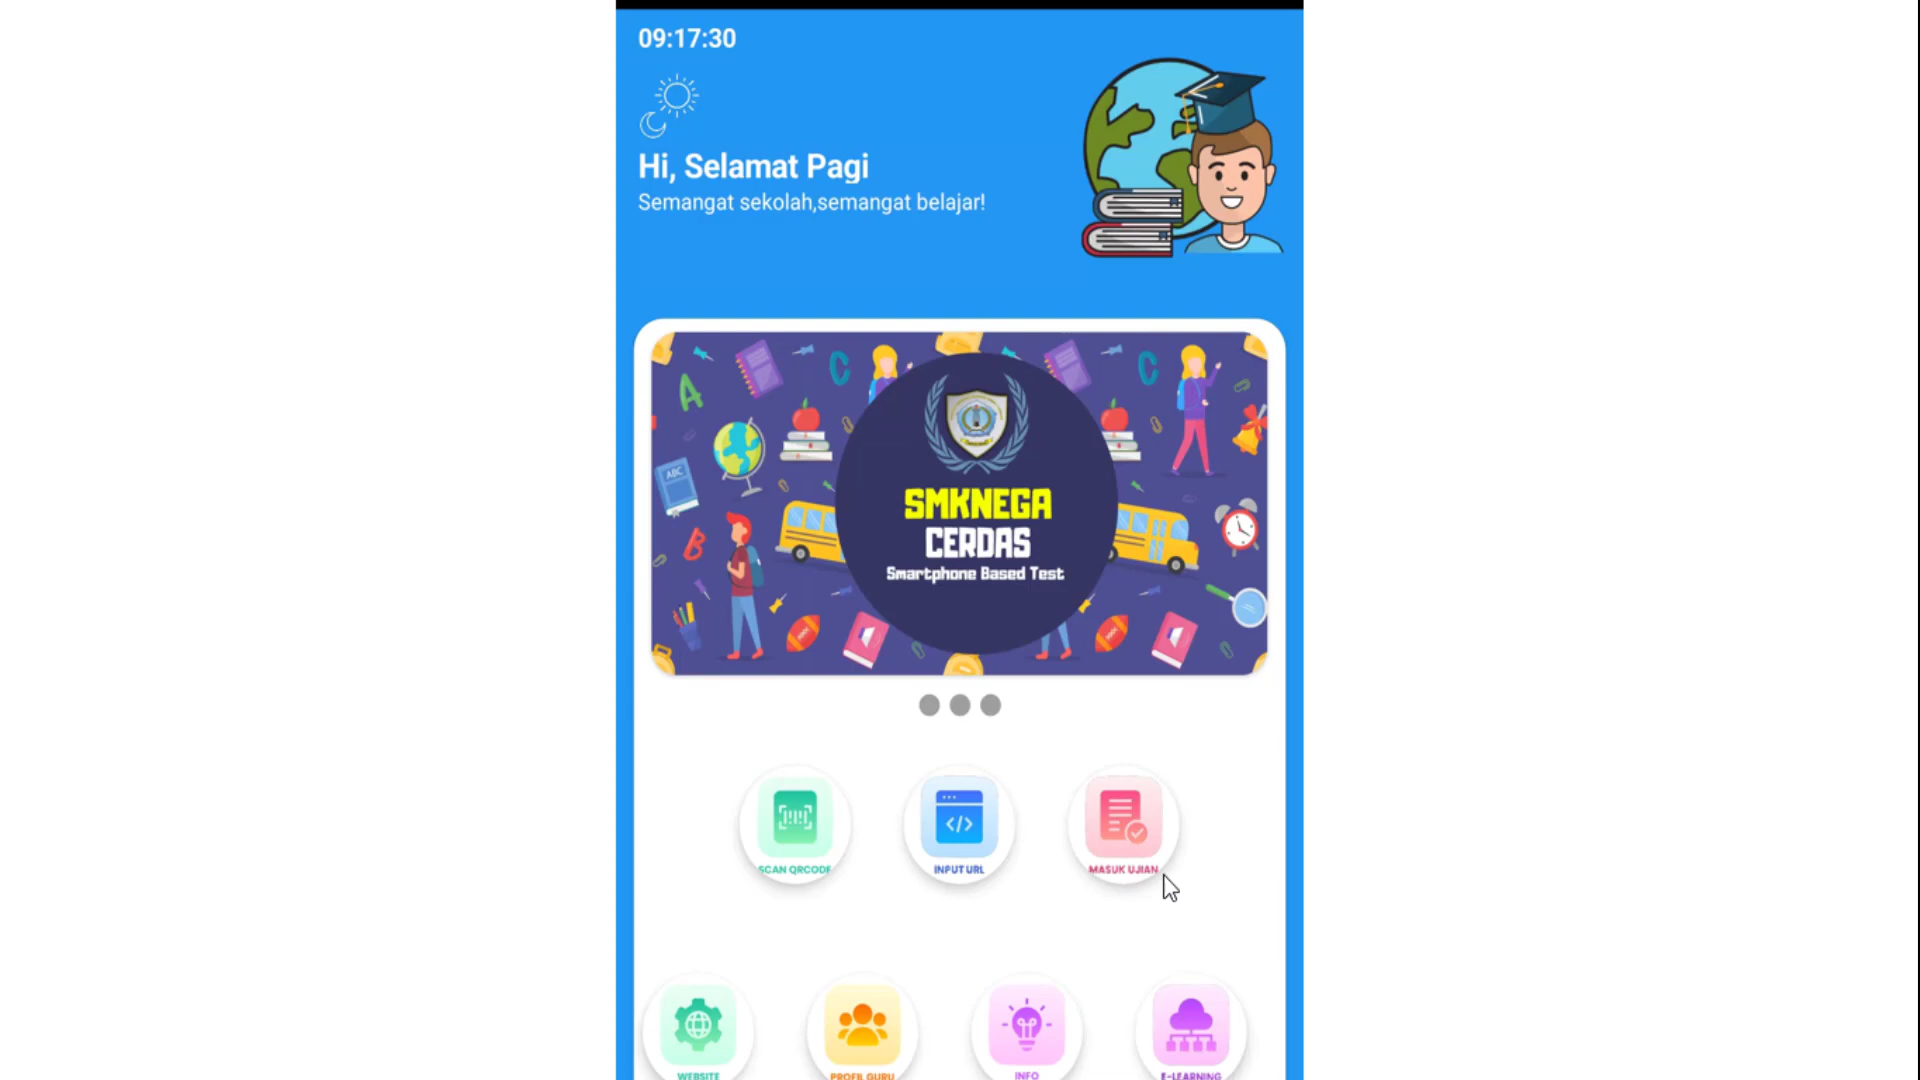 09:17:30
Hi, Selamat Pagi
Semangat sekolah,semangat belajar!
A
C
C
ABC
B
SMKNEGA
CERDAS
Smartphone Based Test
SCAN QRCODE
INPUT URL
MASUK UJIAN
WEBSITE
PROFIL GURU
INFO
E-LEARNING